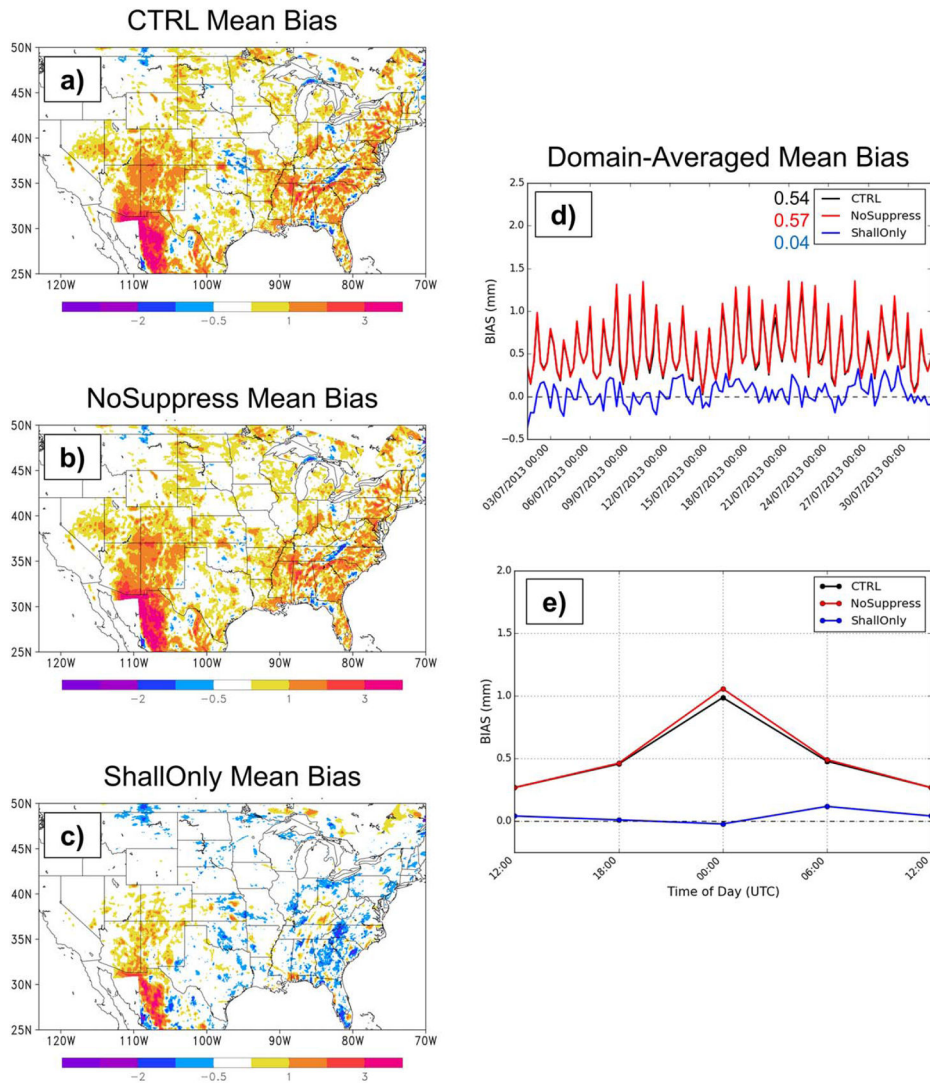 CTRL Mean Bias
a)
50N
45N
40N
35N
30N
25N
120W 110W 100W 90W 80W 70W
-2 -0.5 1 3
NoSuppress Mean Bias
b)
50N
45N
40N
35N
30N
25N
120W 110W 100W 90W 80W 70W
-2 -0.5 1 3
ShallOnly Mean Bias
c)
50N
45N
40N
35N
30N
25N
120W 110W 100W 90W 80W 70W
-2 -0.5 1 3
Domain-Averaged Mean Bias
d)
0.54 CTRL
0.57 NoSuppress
0.04 ShallOnly
BIAS (mm)
2.5
2.0
1.5
1.0
0.5
0.0
−0.5
03/07/2013 00:00
06/07/2013 00:00
09/07/2013 00:00
12/07/2013 00:00
15/07/2013 00:00
18/07/2013 00:00
21/07/2013 00:00
24/07/2013 00:00
27/07/2013 00:00
30/07/2013 00:00
e)
CTRL
NoSuppress
ShallOnly
BIAS (mm)
2.0
1.5
1.0
0.5
0.0
12:00
18:00
00:00
06:00
12:00
Time of Day (UTC)